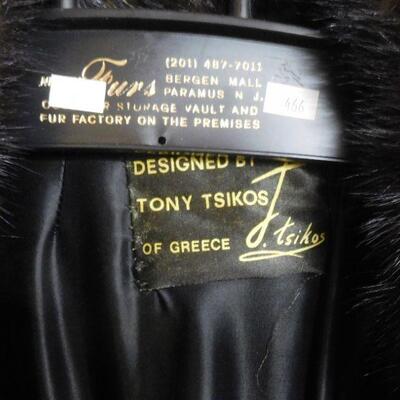 (201) 487-7011
Furs
BERGEN MALL
PARAMUS N J.
STORAGE VAULT AND
FUR FACTORY ON THE PREMISES
466
DESIGNED BY
TONY TSIKOS
OF GREECE
J. Tsikos